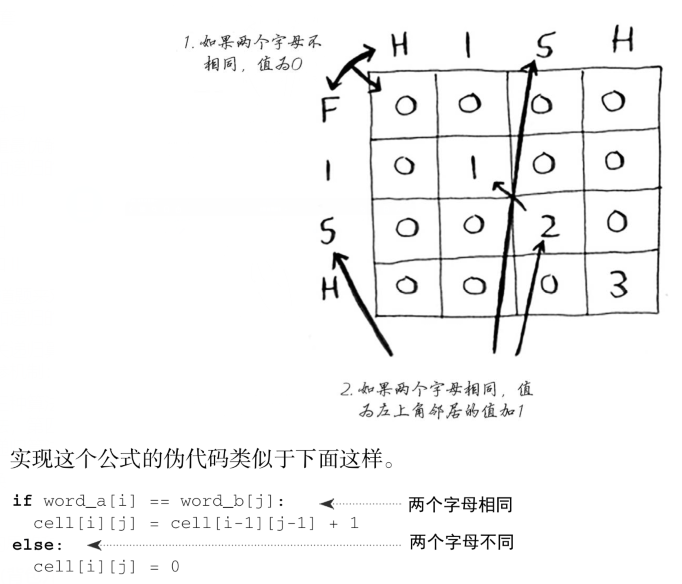 1. 如果两个字母不
相同，值为0
H I S H
F 0 0 0 0
I 0 1 0 0
S 0 0 2 0
H 0 0 0 3
2. 如果两个字母相同，值
为左上角邻居的值加1
实现这个公式的伪代码类似于下面这样。
if word_a[i] == word_b[j]: 两个字母相同
cell[i][j] = cell[i-1][j-1] + 1
else: 两个字母不同
cell[i][j] = 0